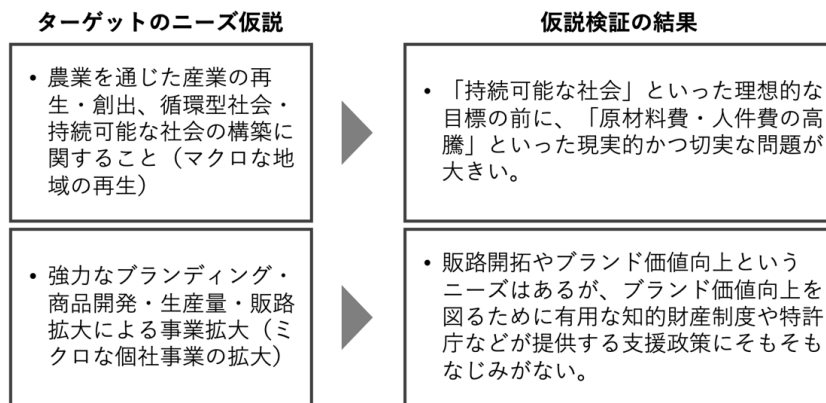 ターゲットのニーズ仮説
仮説検証の結果
• 農業を通じた産業の再
生・創出、循環型社会・
持続可能な社会の構築に
関すること（マクロな地
域の再生）
• 「持続可能な社会」といった理想的な
目標の前に、「原材料費・人件費の高
騰」といった現実的かつ切実な問題が
大きい。
• 強力なブランディング・
商品開発・生産量・販路
拡大による事業拡大（ミ
クロな個社事業の拡大）
• 販路開拓やブランド価値向上という
ニーズはあるが、ブランド価値向上を
図るために有用な知的財産制度や特許
庁などが提供する支援政策にそもそも
なじみがない。